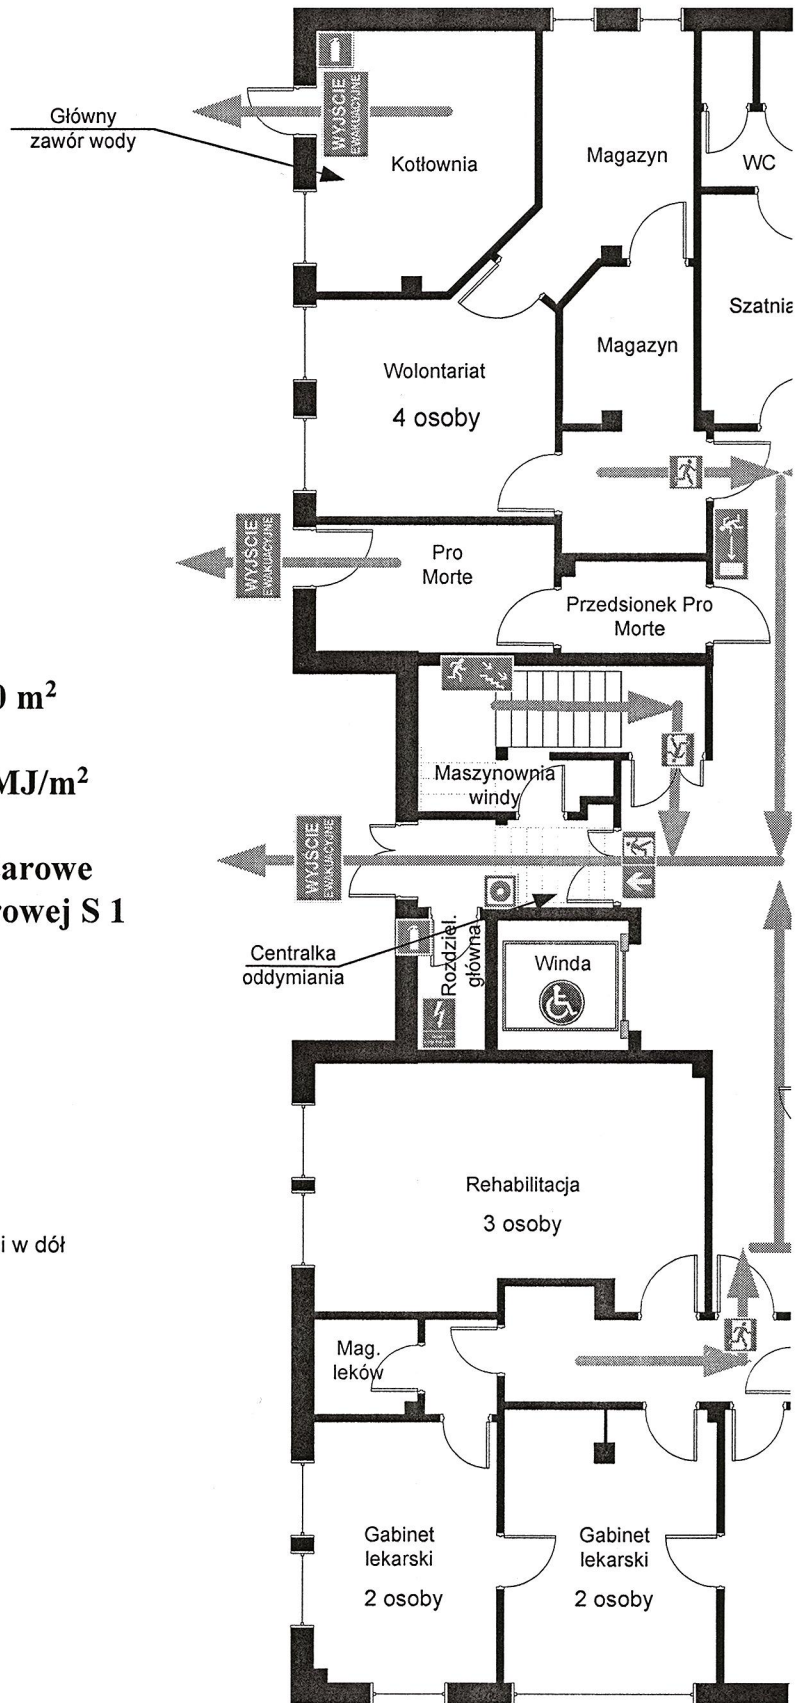 WYJŚCIE
EWAKUACYJNE
Główny
zawór wody
Kotłownia
Magazyn
WC
Szatnia
Magazyn
Wolontariat
4 osoby
WYJŚCIE
EWAKUACYJNE
Pro
Morte
Przedsionek Pro
Morte
0 m²
MJ/m²
Maszynownia
windy
WYJŚCIE
EWAKUACYJNE
arowe
rowej S 1
Centralka
oddymiania
Rozdziel.
główna
Winda
Rehabilitacja
3 osoby
i w dół
Mag.
leków
Gabinet
lekarski
2 osoby
Gabinet
lekarski
2 osoby